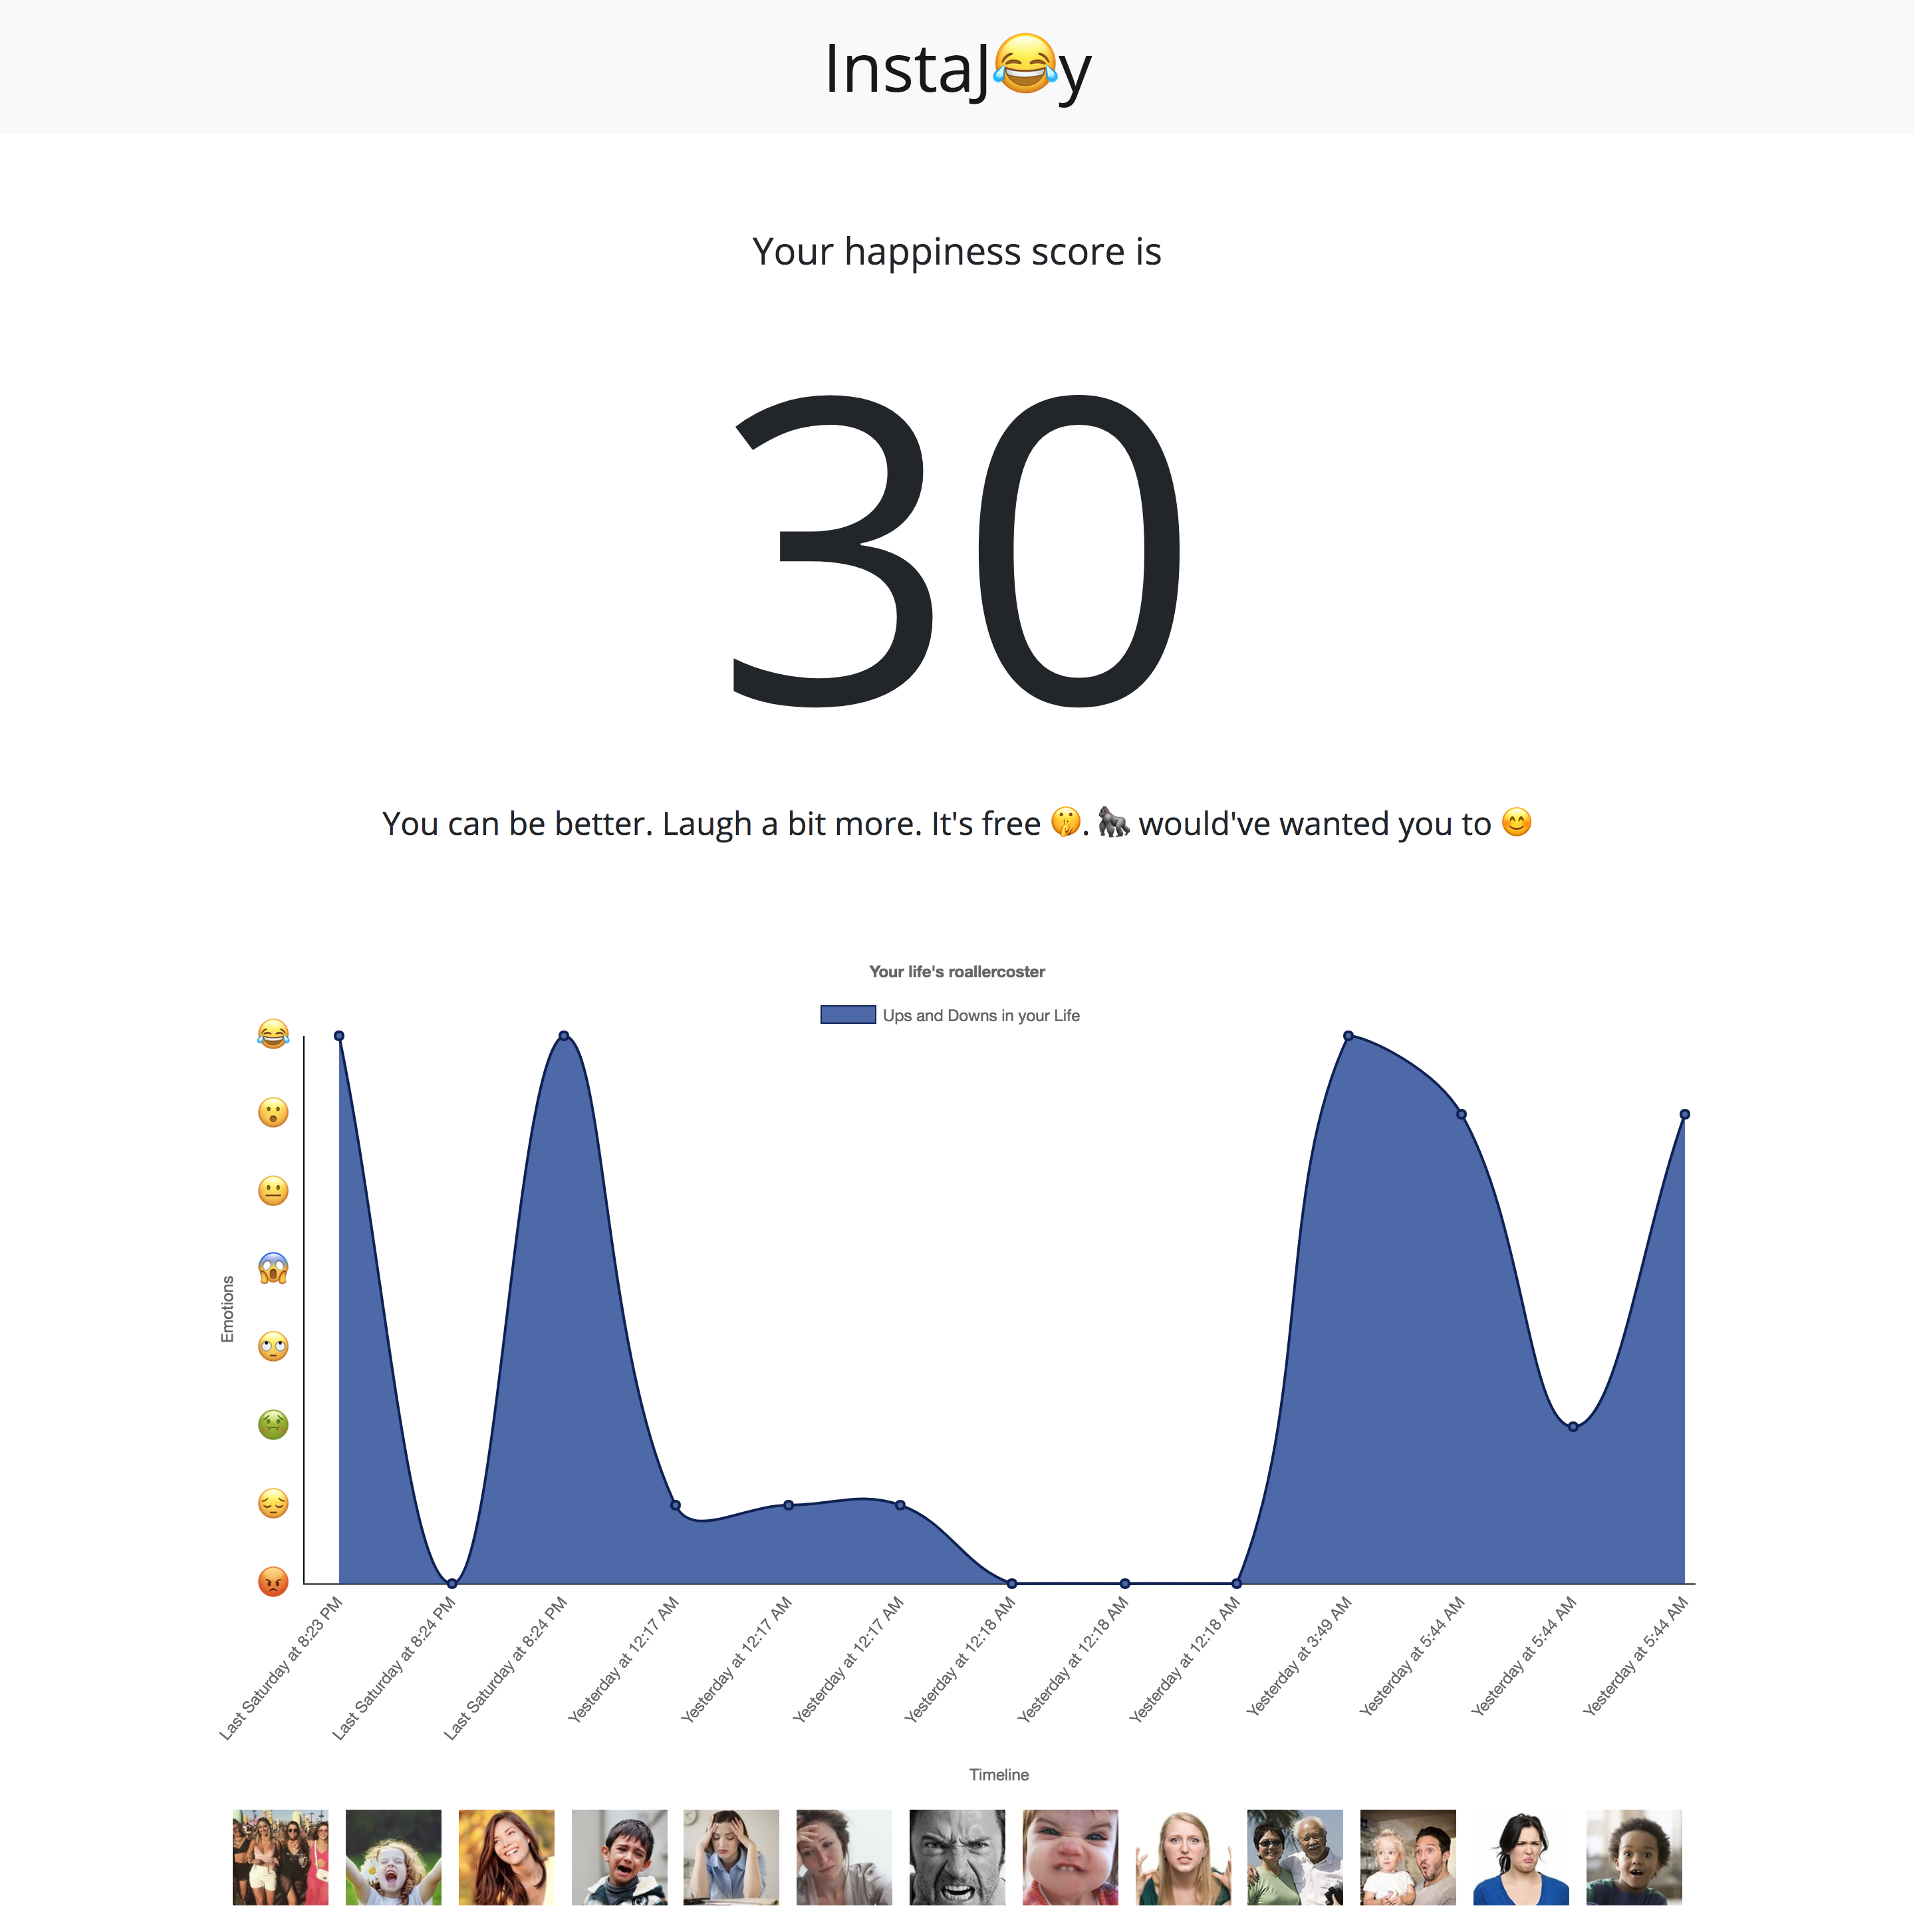 InstaJ😂y
Your happiness score is
30
You can be better. Laugh a bit more. It's free 🤫. 🦍 would've wanted you to 😊
Your life's roallercoster
Ups and Downs in your Life
Emotions
Last Saturday at 8:23 PM
Last Saturday at 8:24 PM
Last Saturday at 8:24 PM
Yesterday at 12:17 AM
Yesterday at 12:17 AM
Yesterday at 12:17 AM
Yesterday at 12:18 AM
Yesterday at 12:18 AM
Yesterday at 12:18 AM
Yesterday at 3:49 AM
Yesterday at 5:44 AM
Yesterday at 5:44 AM
Yesterday at 5:44 AM
Timeline